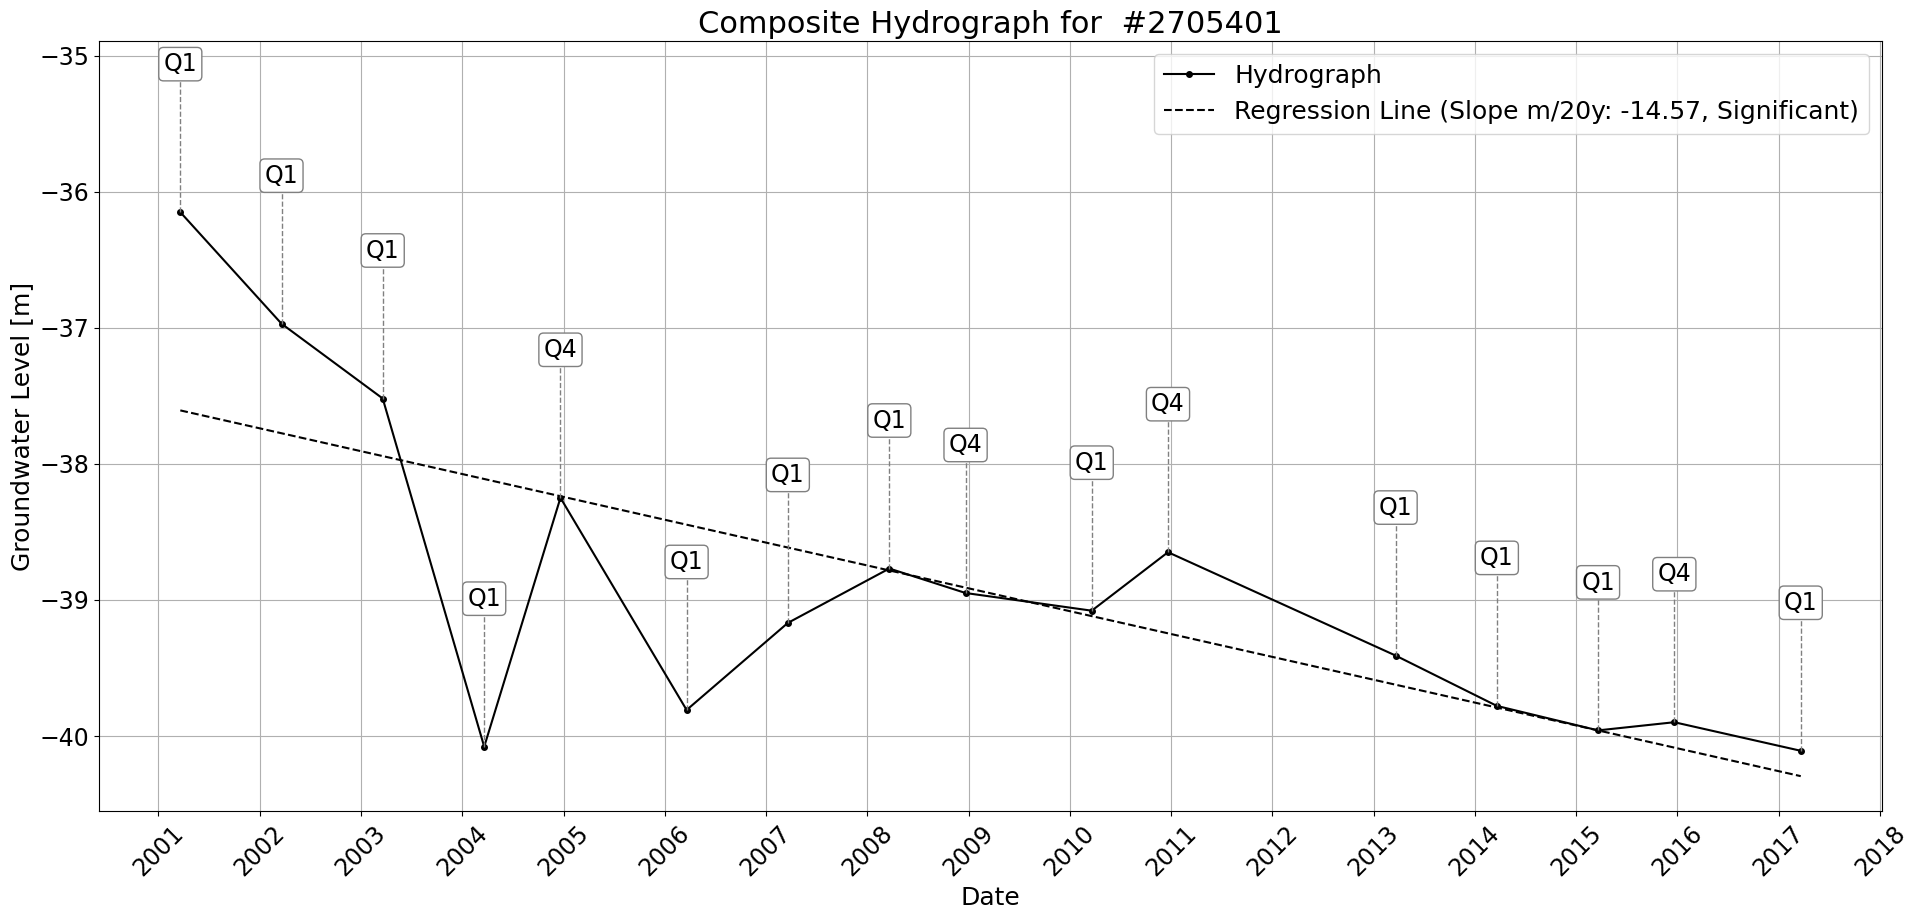 Composite Hydrograph for  #2705401
Hydrograph
Regression Line (Slope m/20y: -14.57, Significant)
Groundwater Level [m]
−35
−36
−37
−38
−39
−40
Q1
Q1
Q1
Q1
Q4
Q1
Q1
Q1
Q4
Q1
Q4
Q1
Q1
Q1
Q4
Q1
2001
2002
2003
2004
2005
2006
2007
2008
2009
2010
2011
2012
2013
2014
2015
2016
2017
2018
Date